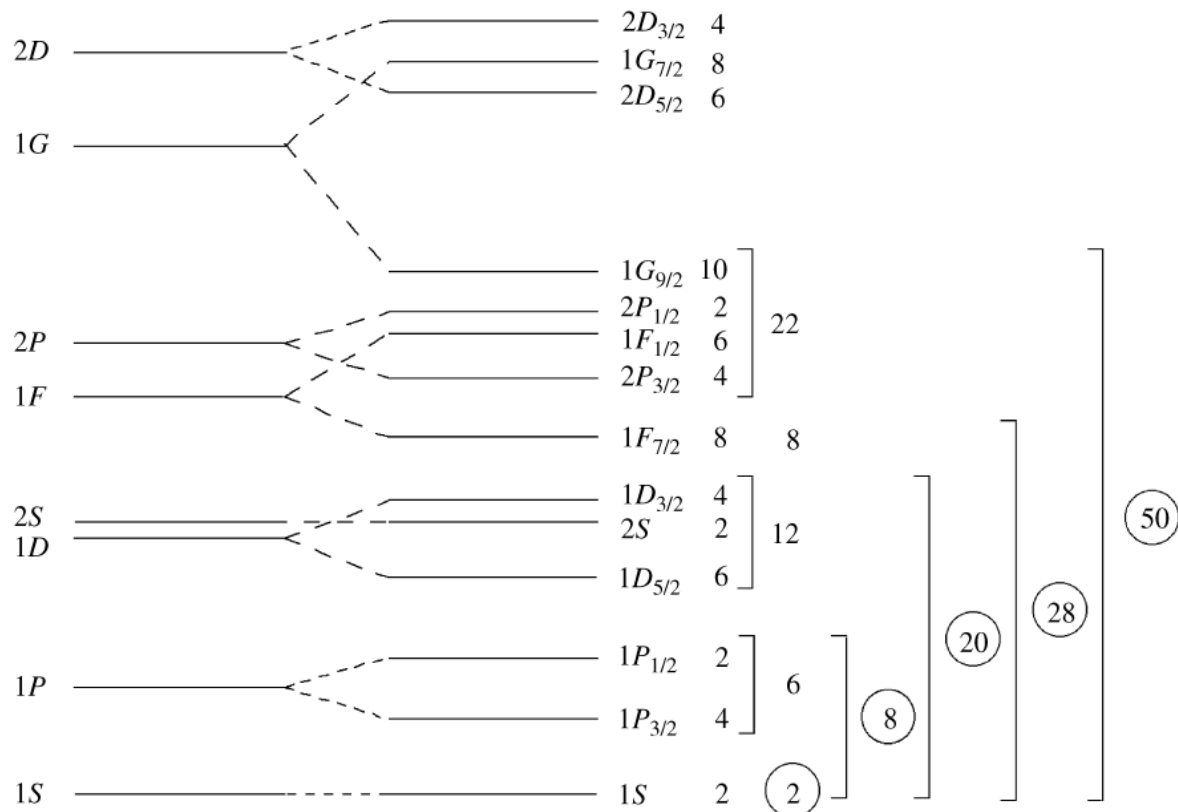 2D 2D3/2 4
1G7/2 8
2D5/2 6
1G
1G9/2 10
2P1/2 2
22
1F1/2 6
2P
2P3/2 4
1F
1F7/2 8 8
1D3/2 4
50
2S 2S 2 12
1D
1D5/2 6
28
20
1P1/2 2
1P 6
1P3/2 4 8
1S 1S 2 2